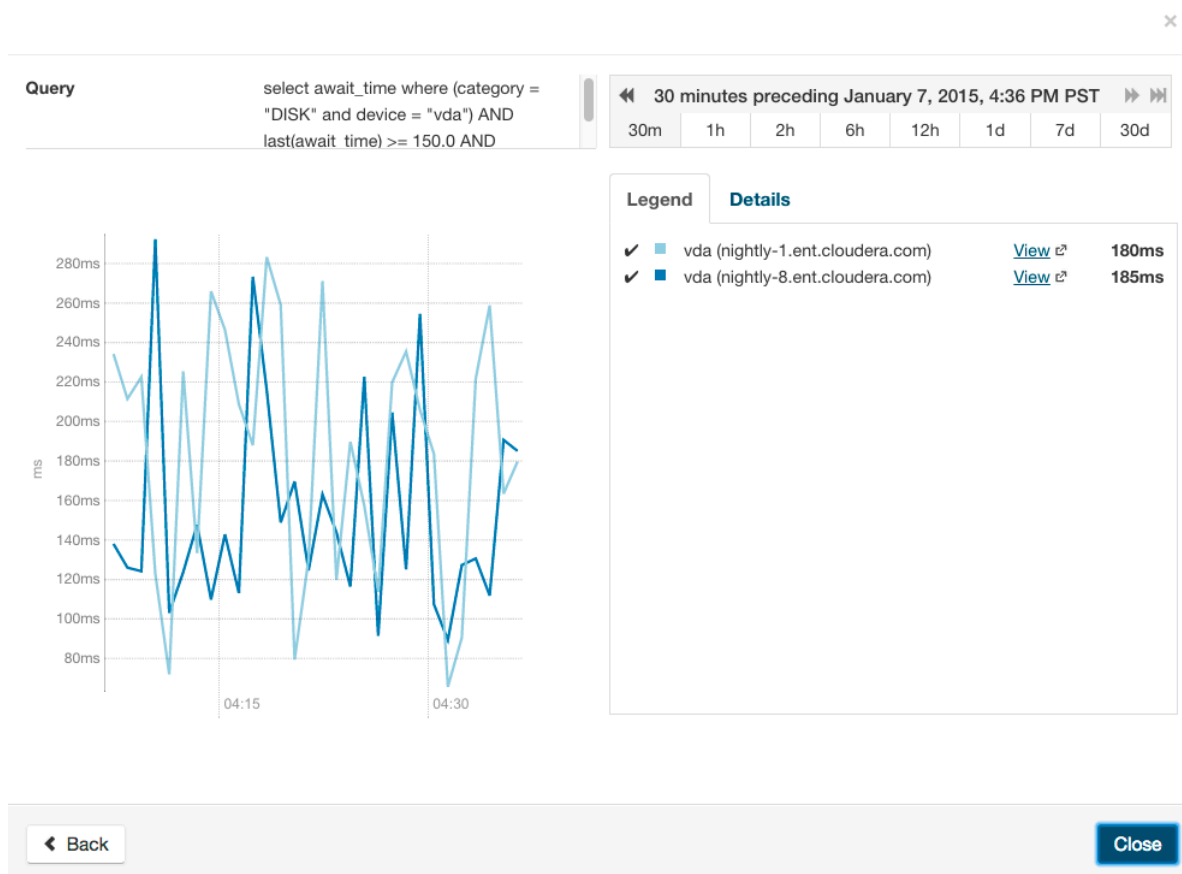 ×
Query
select await_time where (category =
"DISK" and device = "vda") AND
last(await_time) >= 150.0 AND
30 minutes preceding January 7, 2015, 4:36 PM PST
30m 1h 2h 6h 12h 1d 7d 30d
Legend Details
✔ vda (nightly-1.ent.cloudera.com) View 180ms
✔ vda (nightly-8.ent.cloudera.com) View 185ms
280ms
260ms
240ms
220ms
200ms
180ms
160ms
140ms
120ms
100ms
80ms
ms
04:15 04:30
Back
Close